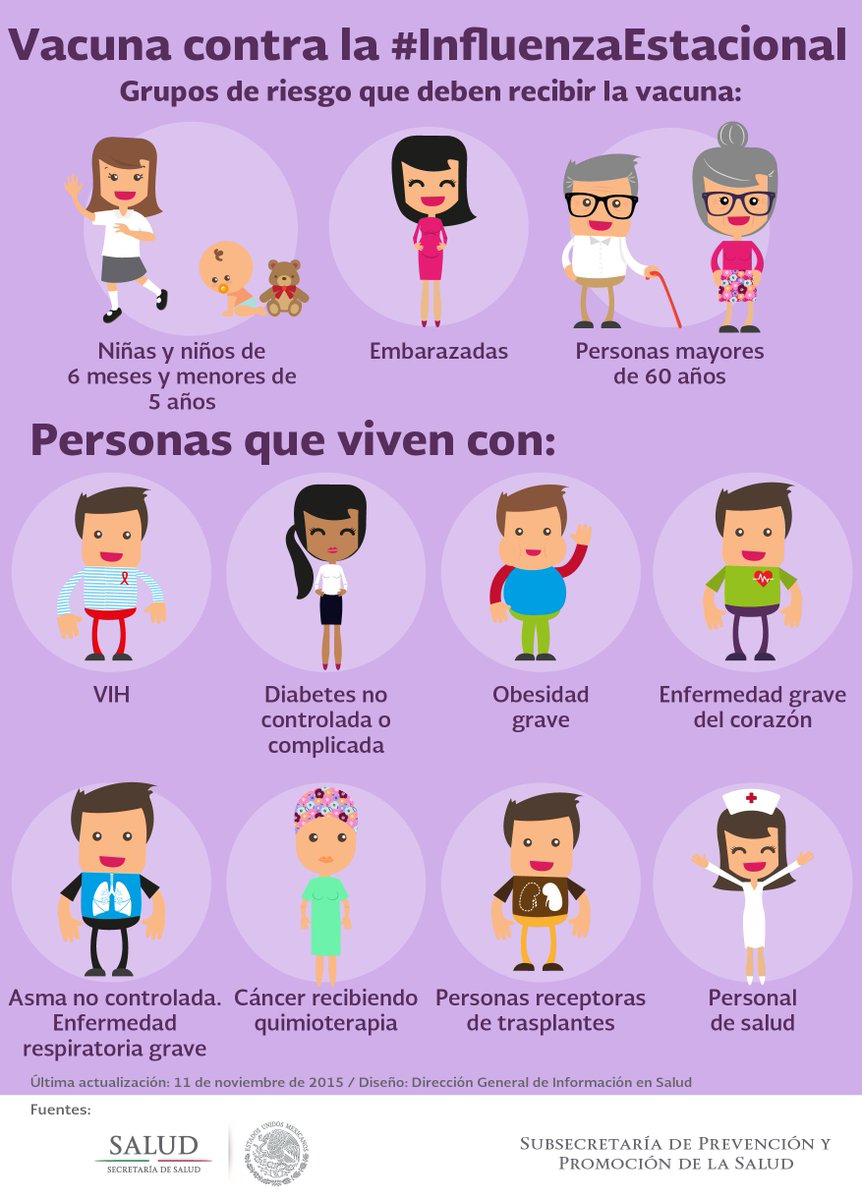 Vacuna contra la #InfluenzaEstacional
Grupos de riesgo que deben recibir la vacuna:
Niñas y niños de
6 meses y menores de
5 años
Embarazadas
Personas mayores
de 60 años
Personas que viven con:
VIH
Diabetes no
controlada o
complicada
Obesidad
grave
Enfermedad grave
del corazón
Asma no controlada.
Enfermedad
respiratoria grave
Cáncer recibiendo
quimioterapia
Personas receptoras
de trasplantes
Personal
de salud
Última actualización: 11 de noviembre de 2015 / Diseño: Dirección General de Información en Salud
Fuentes:
SALUD
SECRETARÍA DE SALUD
ESTADOS UNIDOS MEXICANOS
SUBSECRETARÍA DE PREVENCIÓN Y
PROMOCIÓN DE LA SALUD